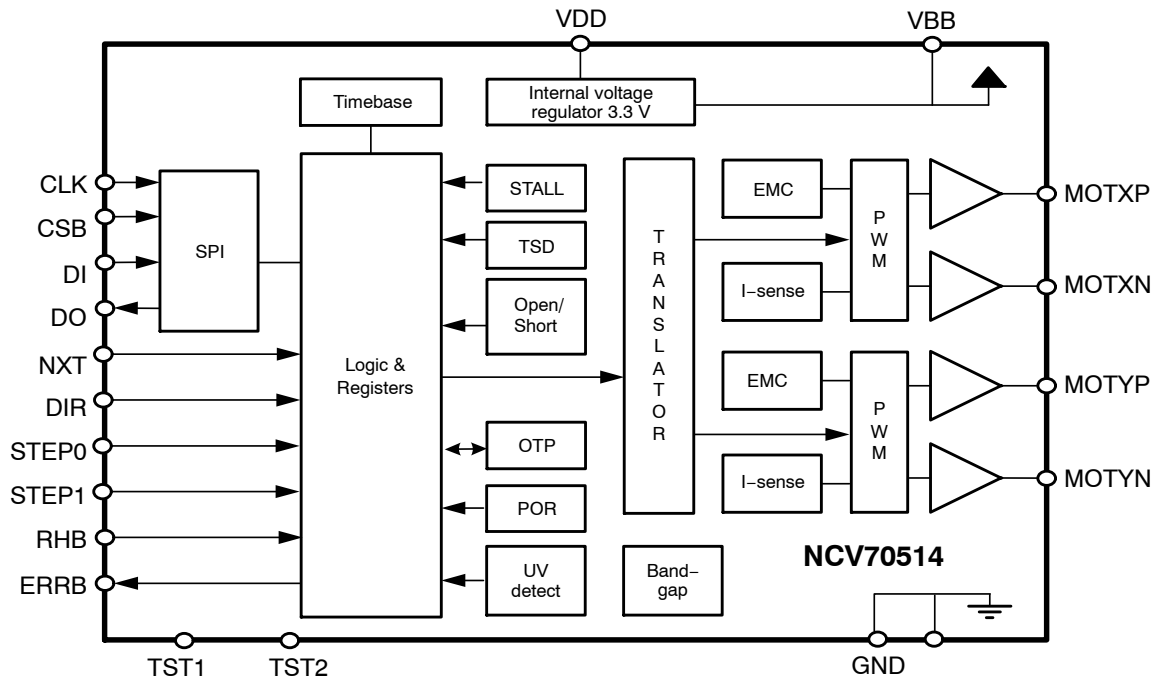 VDD
VBB
Timebase
Internal voltage
regulator 3.3 V
CLK
CSB
DI
DO
NXT
DIR
STEP0
STEP1
RHB
ERRB
SPI
Logic &
Registers
STALL
TSD
Open/
Short
OTP
POR
UV
detect
T
R
A
N
S
L
A
T
O
R
Band–
gap
EMC
I–sense
P
W
M
EMC
I–sense
P
W
M
MOTXP
MOTXN
MOTYP
MOTYN
NCV70514
TST1
TST2
GND